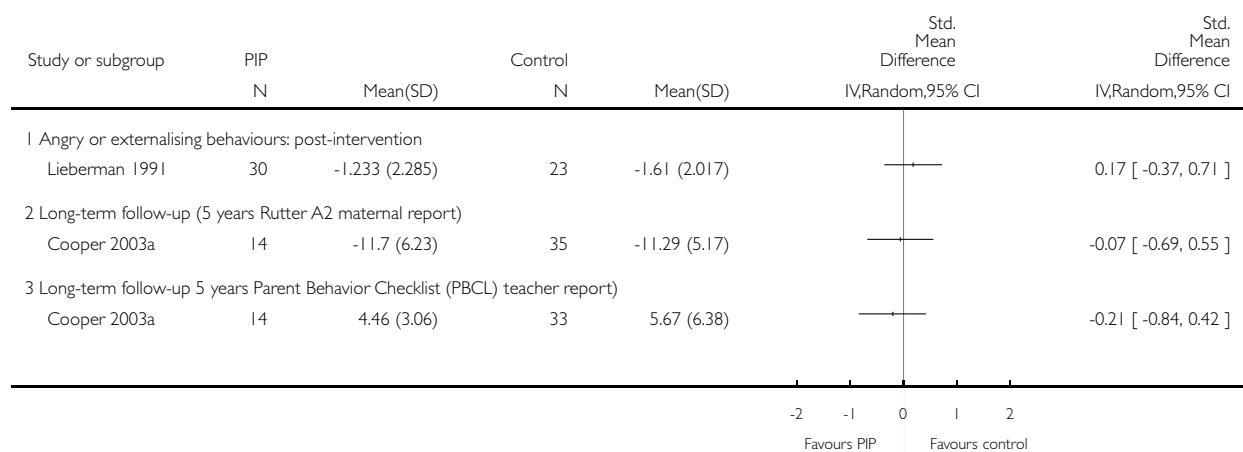 Std. Mean Difference Std. Mean Difference
Study or subgroup PIP Control
N Mean(SD) N Mean(SD) IV,Random,95% CI IV,Random,95% CI
1 Angry or externalising behaviours: post-intervention
Lieberman 1991 30 -1.233 (2.285) 23 -1.61 (2.017) 0.17 [ -0.37, 0.71 ]
2 Long-term follow-up (5 years Rutter A2 maternal report)
Cooper 2003a 14 -11.7 (6.23) 35 -11.29 (5.17) -0.07 [ -0.69, 0.55 ]
3 Long-term follow-up 5 years Parent Behavior Checklist (PBCL) teacher report)
Cooper 2003a 14 4.46 (3.06) 33 5.67 (6.38) -0.21 [ -0.84, 0.42 ]
-2 -1 0 1 2
Favours PIP Favours control